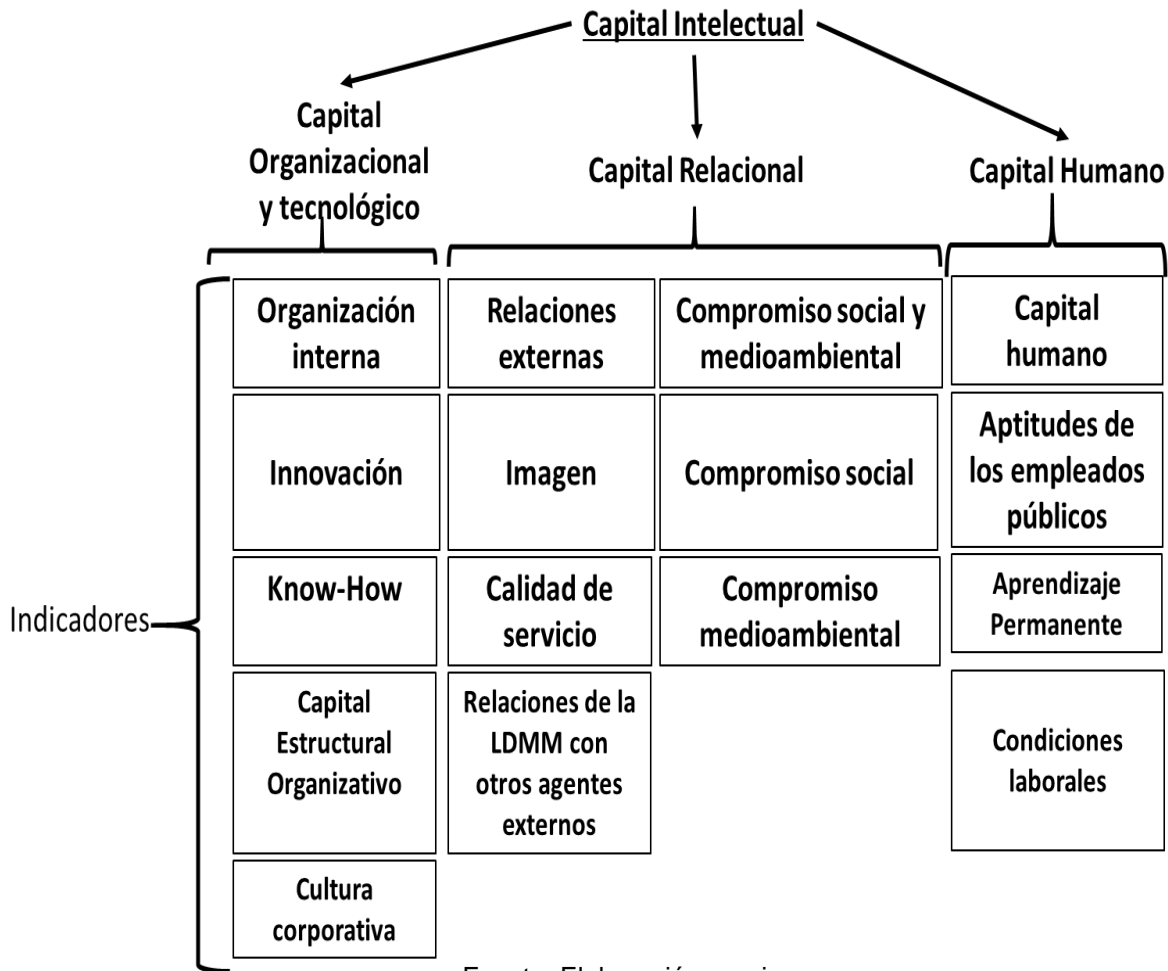 Capital Intelectual
Capital
Organizacional
y tecnológico
Capital Relacional
Capital Humano
Indicadores
Organización
interna
Relaciones
externas
Compromiso social y
medioambiental
Capital
humano
Innovación
Imagen
Compromiso social
Aptitudes de
los empleados
públicos
Know-How
Calidad de
servicio
Compromiso
medioambiental
Aprendizaje
Permanente
Capital
Estructural
Organizativo
Relaciones de la
LDMM con
otros agentes
externos
Condiciones
laborales
Cultura
corporativa